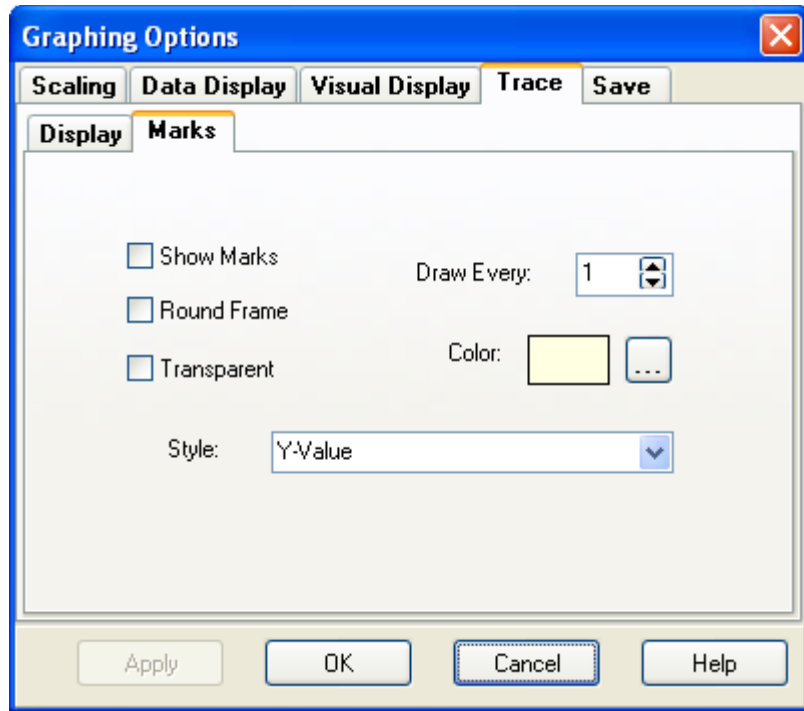 Graphing Options
Scaling Data Display Visual Display Trace Save
Display Marks
Show Marks
Draw Every: 1
Round Frame
Color: ...
Transparent
Style: Y-Value
Apply OK Cancel Help